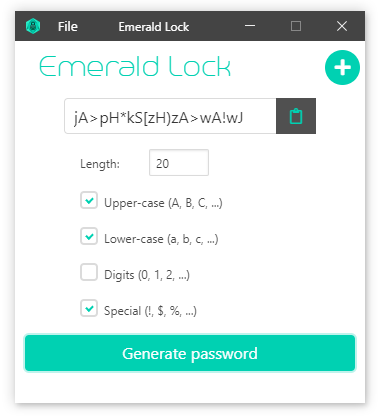 File Emerald Lock
Emerald Lock
jA>pH*kS[zH)zA>wA!wJ
Length: 20
Upper-case (A, B, C, ...)
Lower-case (a, b, c, ...)
Digits (0, 1, 2, ...)
Special (!, $, %, ...)
Generate password